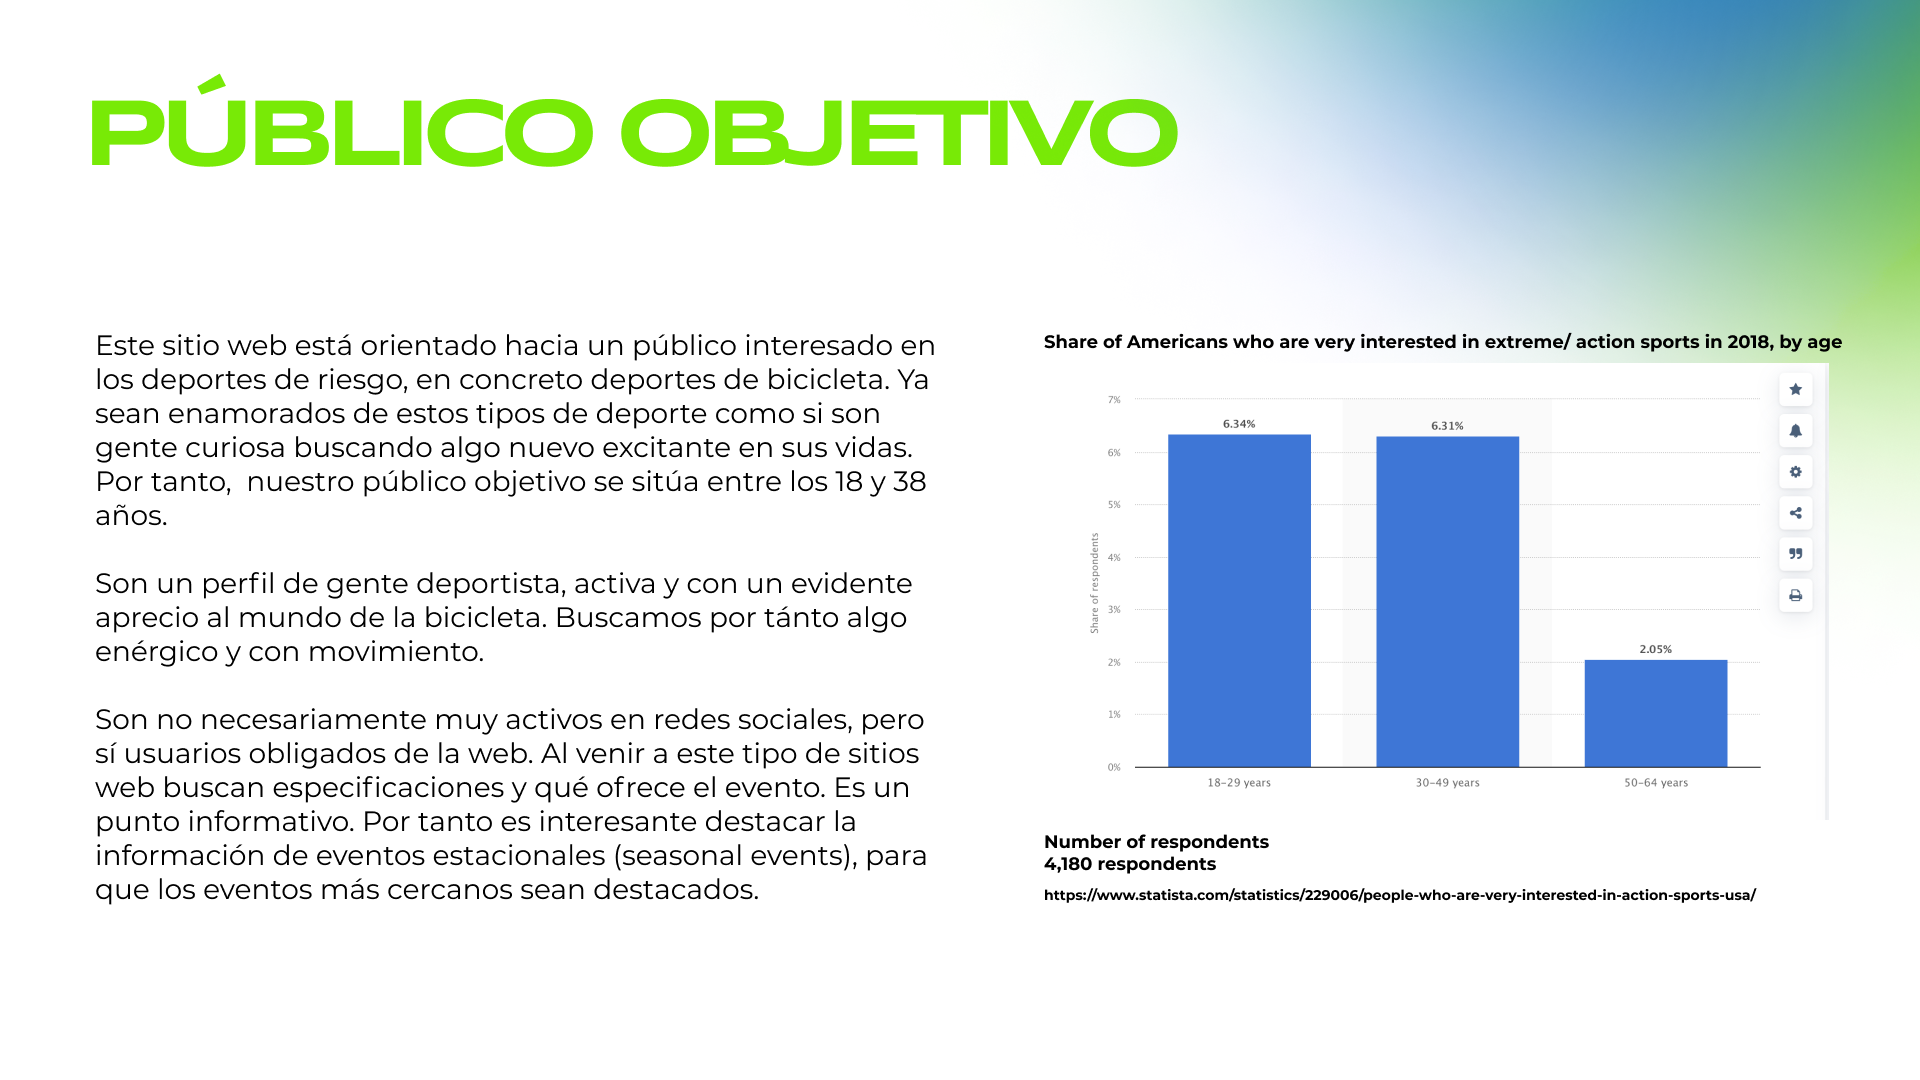 PÚBLICO OBJETIVO
Este sitio web está orientado hacia un público interesado en
los deportes de riesgo, en concreto deportes de bicicleta. Ya
sean enamorados de estos tipos de deporte como si son
gente curiosa buscando algo nuevo excitante en sus vidas.
Por tanto,  nuestro público objetivo se sitúa entre los 18 y 38
años.
Son un perfil de gente deportista, activa y con un evidente
aprecio al mundo de la bicicleta. Buscamos por tánto algo
enérgico y con movimiento.
Son no necesariamente muy activos en redes sociales, pero
sí usuarios obligados de la web. Al venir a este tipo de sitios
web buscan especificaciones y qué ofrece el evento. Es un
punto informativo. Por tanto es interesante destacar la
información de eventos estacionales (seasonal events), para
que los eventos más cercanos sean destacados.
Share of Americans who are very interested in extreme/ action sports in 2018, by age
Share of respondents
7%
6%
5%
4%
3%
2%
1%
0%
6.34%
6.31%
2.05%
18-29 years
30-49 years
50-64 years
Number of respondents
4,180 respondents
https://www.statista.com/statistics/229006/people-who-are-very-interested-in-action-sports-usa/